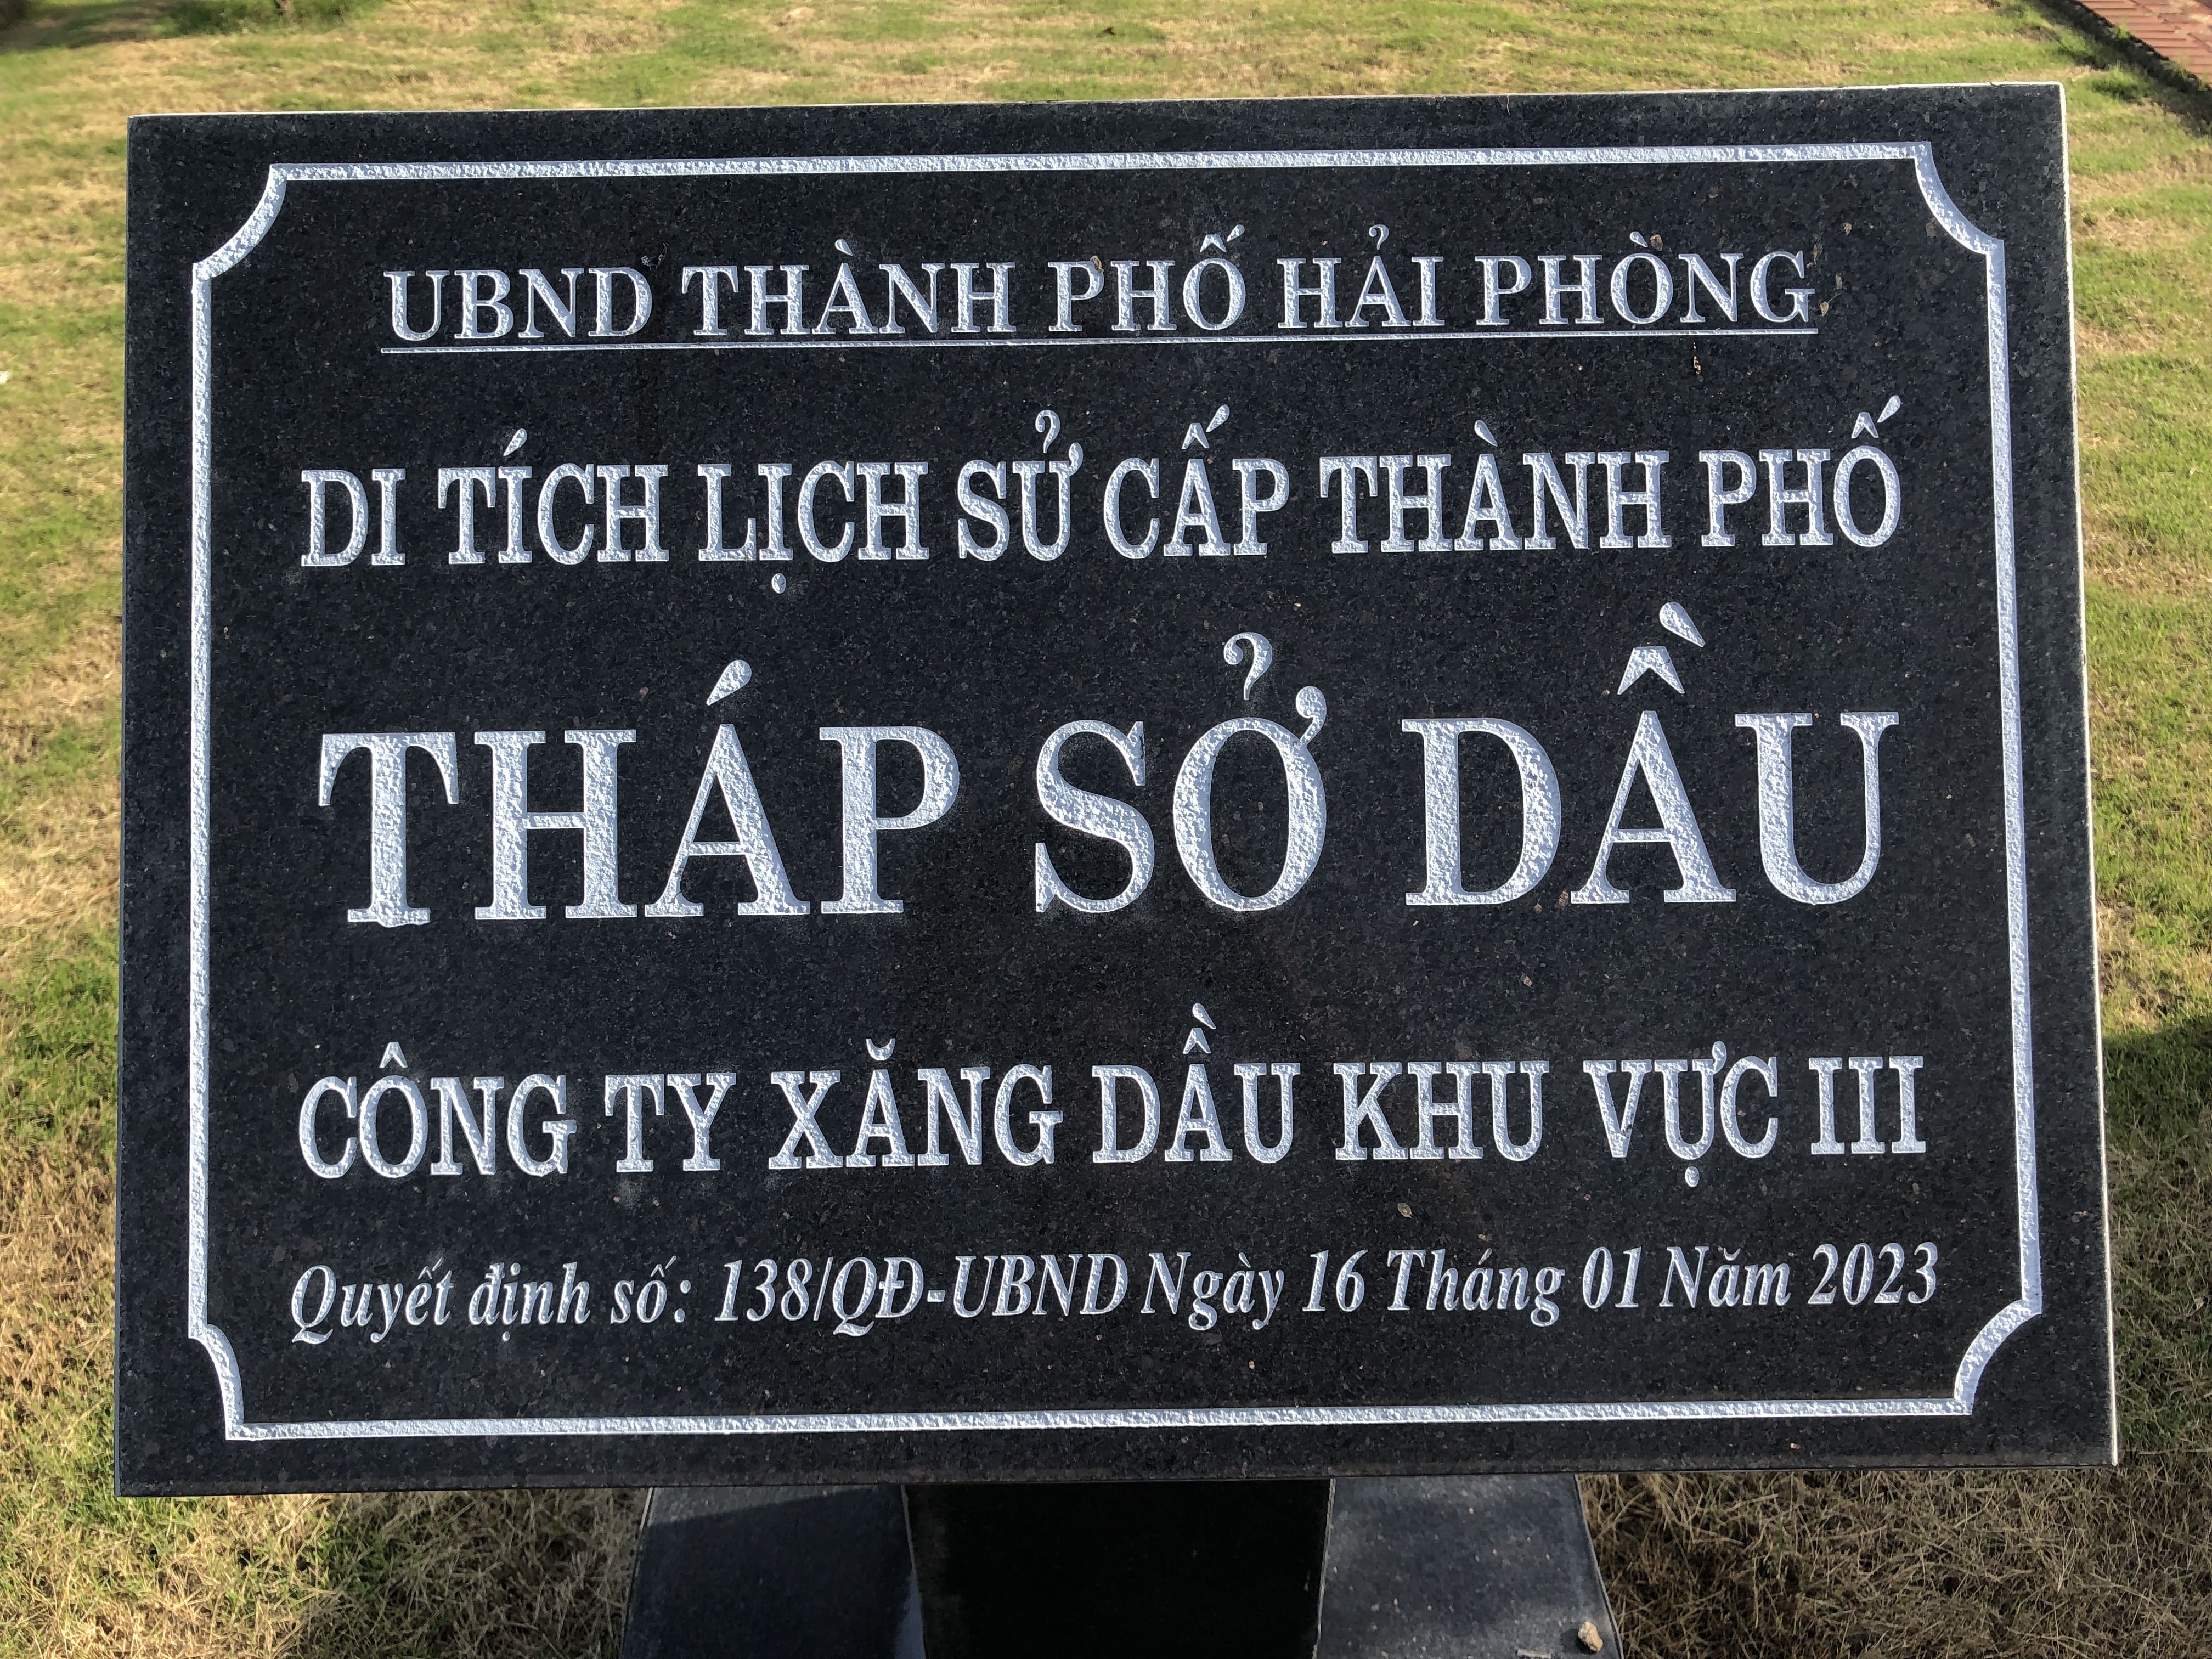 UBND THÀNH PHỐ HẢI PHÒNG
DI TÍCH LỊCH SỬ CẤP THÀNH PHỐ
THÁP SỞ DẦU
CÔNG TY XĂNG DẦU KHU VỰC III
Quyết định số: 138/QĐ-UBND Ngày 16 Tháng 01 Năm 2023